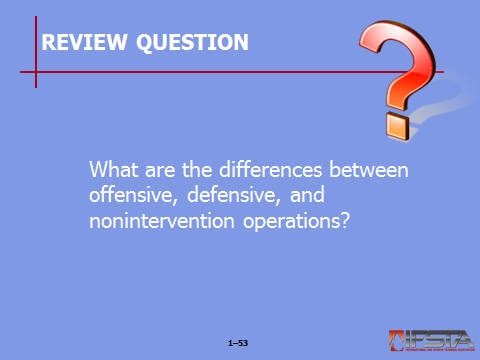 REVIEW QUESTION
What are the differences between
offensive, defensive, and
nonintervention operations?
1–53
IFSTA